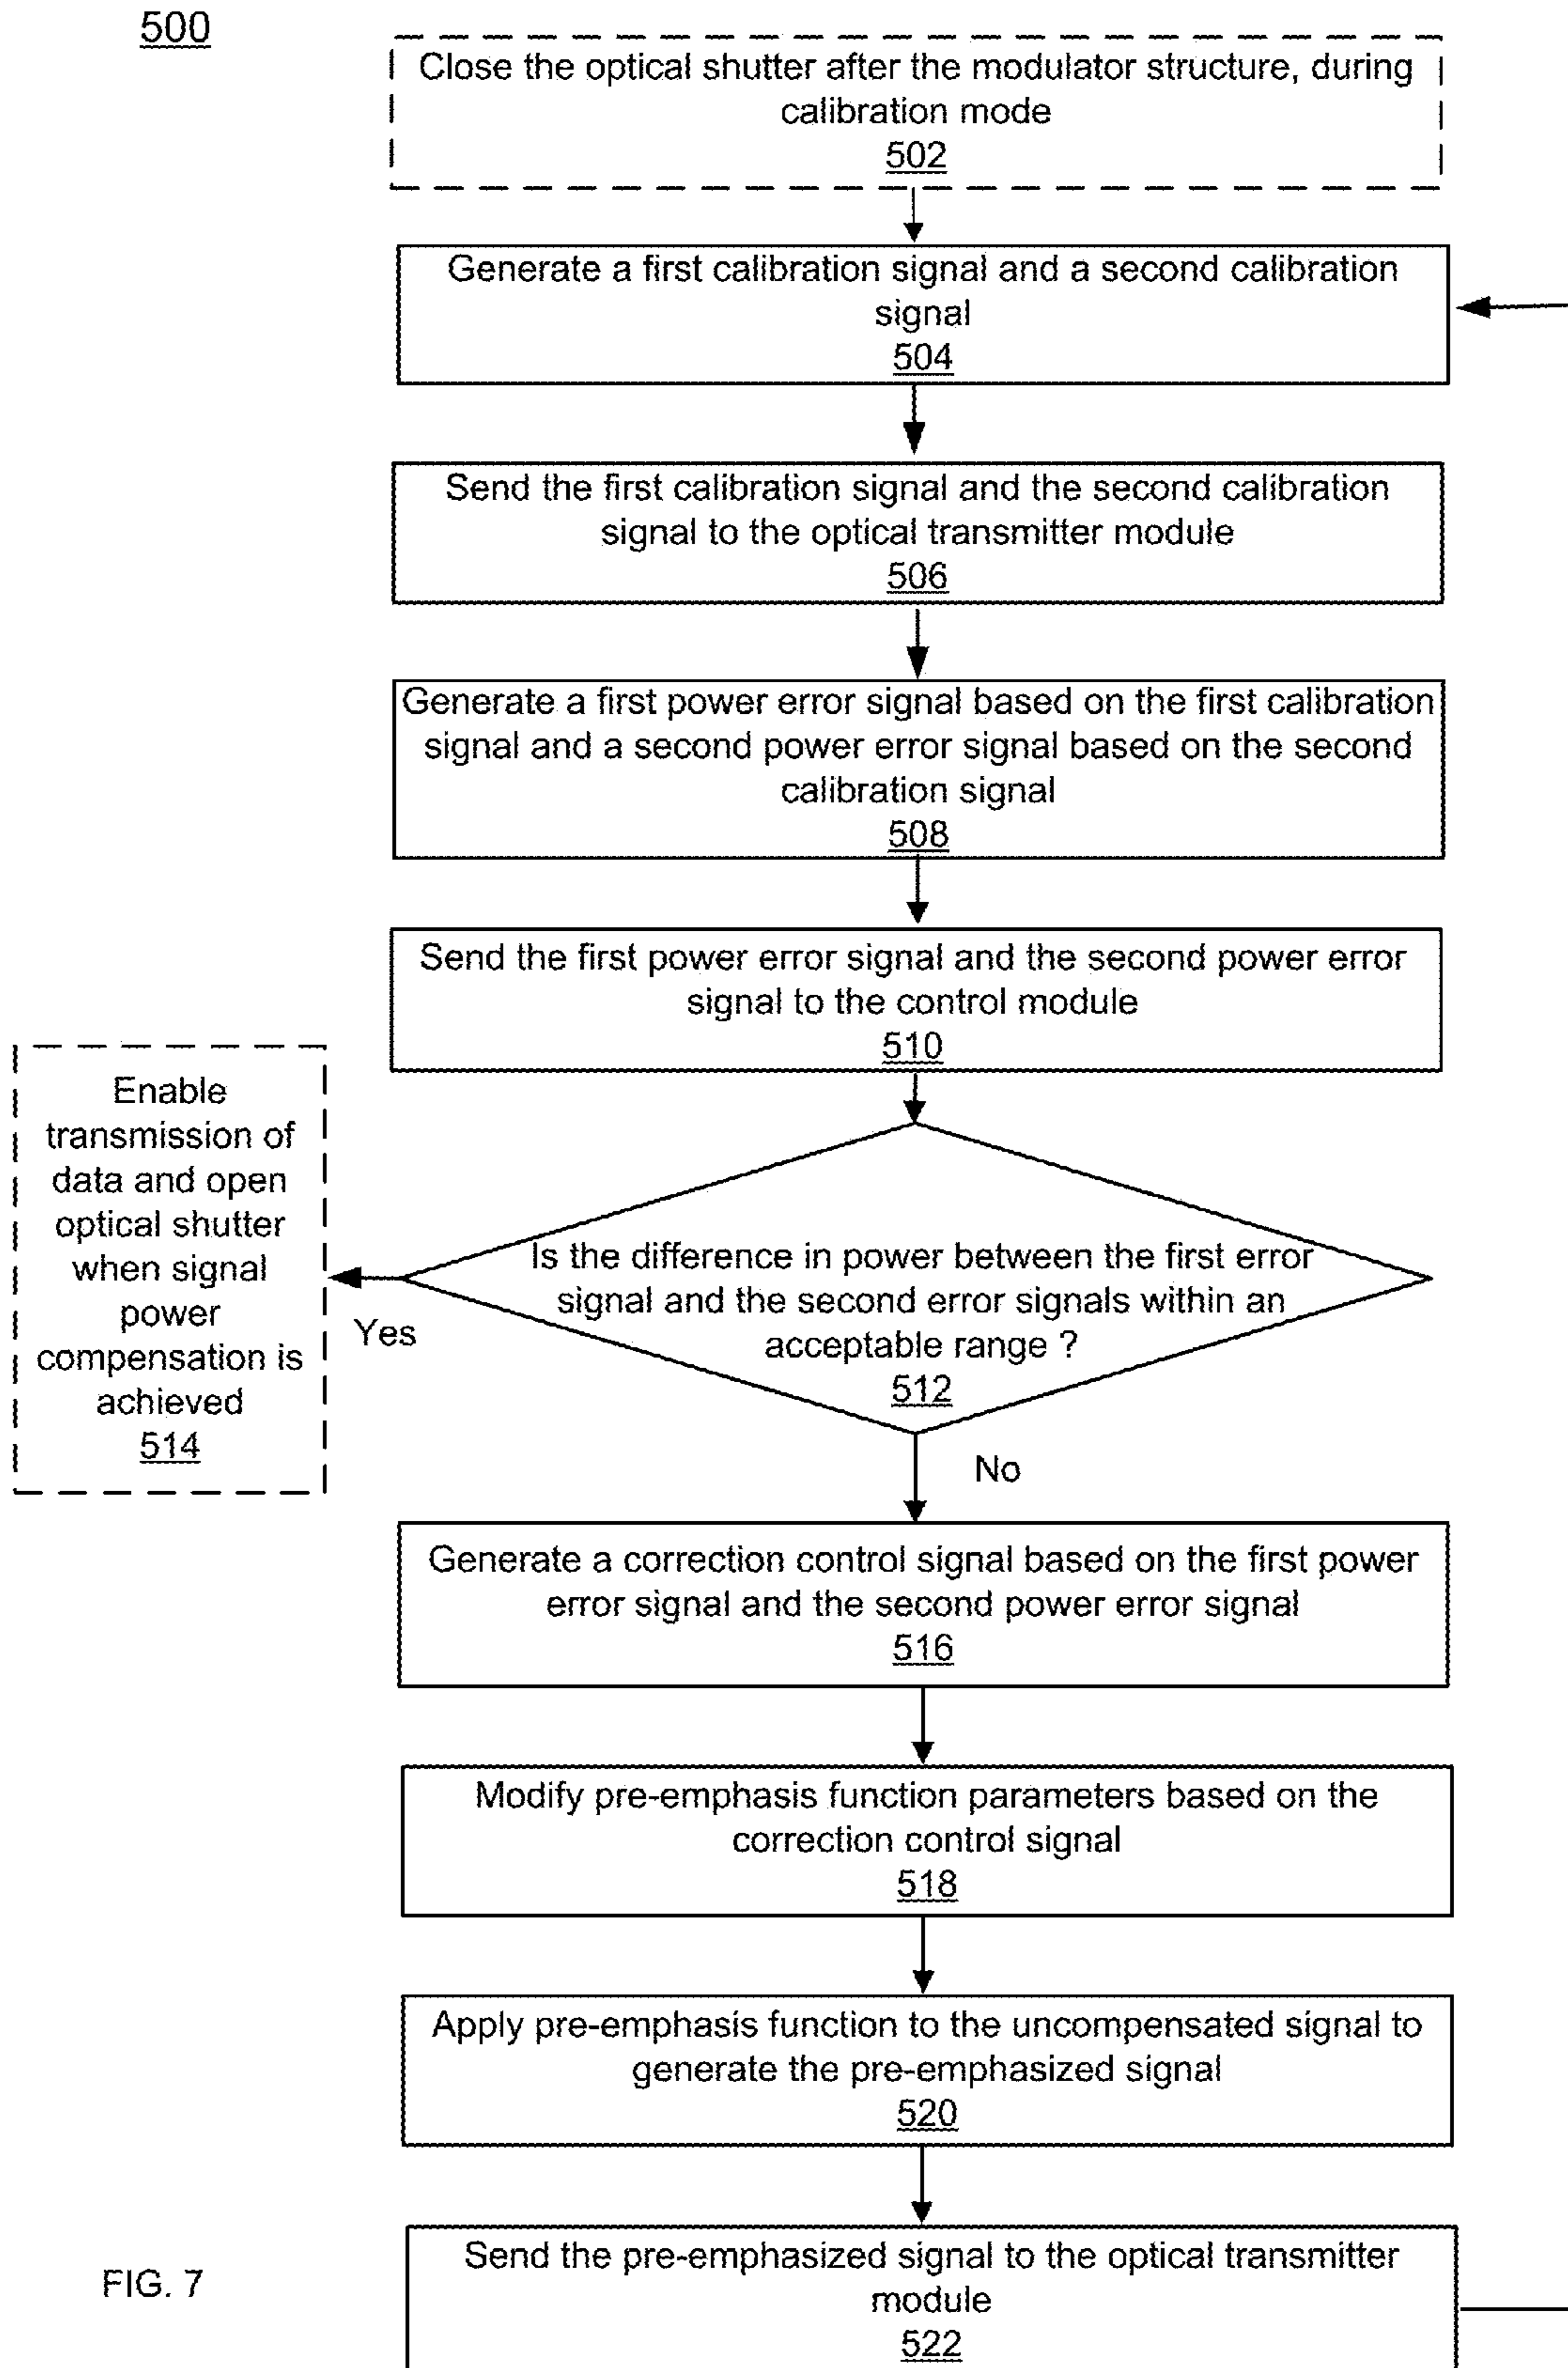 500
Close the optical shutter after the modulator structure, during
calibration mode
502
Generate a first calibration signal and a second calibration
signal
504
Send the first calibration signal and the second calibration
signal to the optical transmitter module
506
Generate a first power error signal based on the first calibration
signal and a second power error signal based on the second
calibration signal
508
Send the first power error signal and the second power error
signal to the control module
510
Is the difference in power between the first error
signal and the second error signals within an
acceptable range ?
512
Yes
Enable
transmission of
data and open
optical shutter
when signal
power
compensation is
achieved
514
No
Generate a correction control signal based on the first power
error signal and the second power error signal
516
Modify pre-emphasis function parameters based on the
correction control signal
518
Apply pre-emphasis function to the uncompensated signal to
generate the pre-emphasized signal
520
Send the pre-emphasized signal to the optical transmitter
module
522
FIG. 7